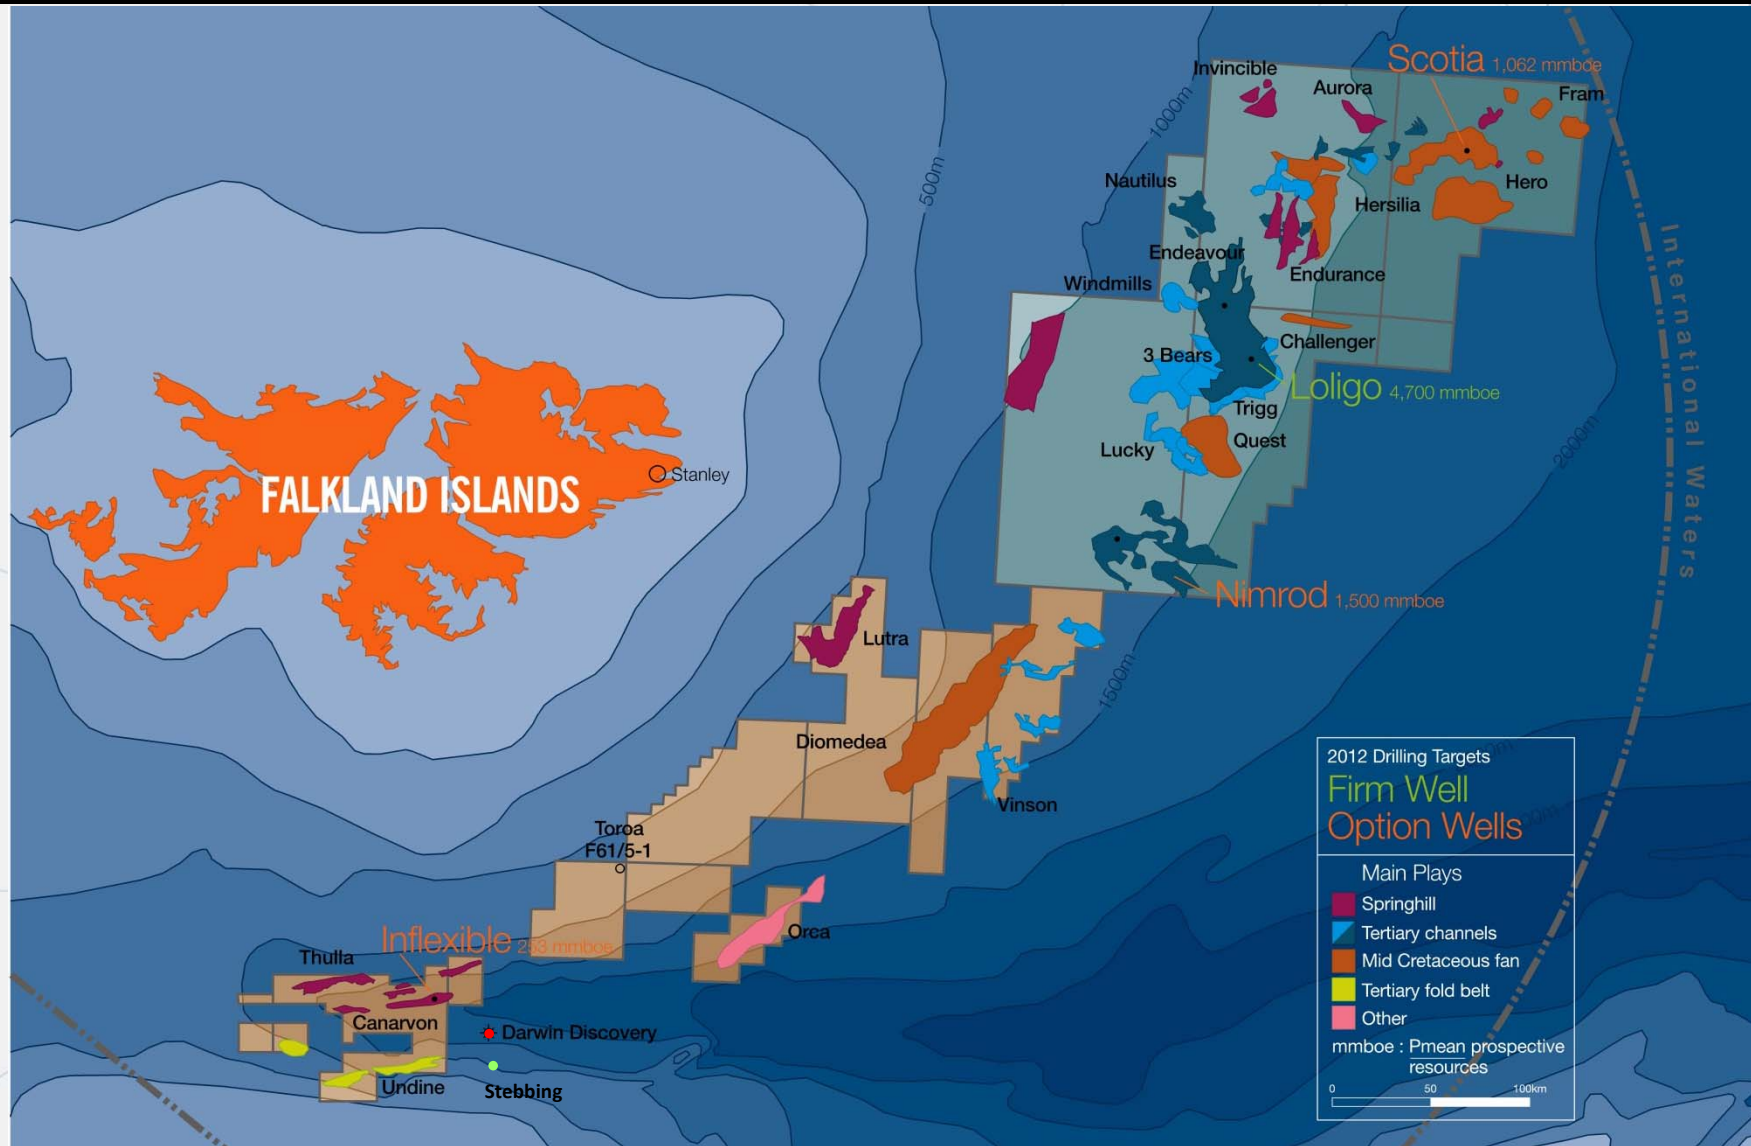 Scotia 1,062 mmboe
Invincible
Aurora
Fram
1000m
500m
Nautilus
Hero
Hersilia
International Waters
Endeavour
Endurance
Windmills
Challenger
3 Bears
Loligo 4,700 mmboe
Trigg
Quest
Lucky
2000m
FALKLAND ISLANDS
Stanley
Nimrod 1,500 mmboe
Lutra
1500m
Diomedea
Vinson
Toroa
F61/5-1
Orca
Inflexible 253 mmboe
Thulla
Canarvon
Darwin Discovery
Undine
Stebbing
2012 Drilling Targets
Firm Well
Option Wells
Main Plays
Springhill
Tertiary channels
Mid Cretaceous fan
Tertiary fold belt
Other
mmboe : Pmean prospective
resources
0 50 100km